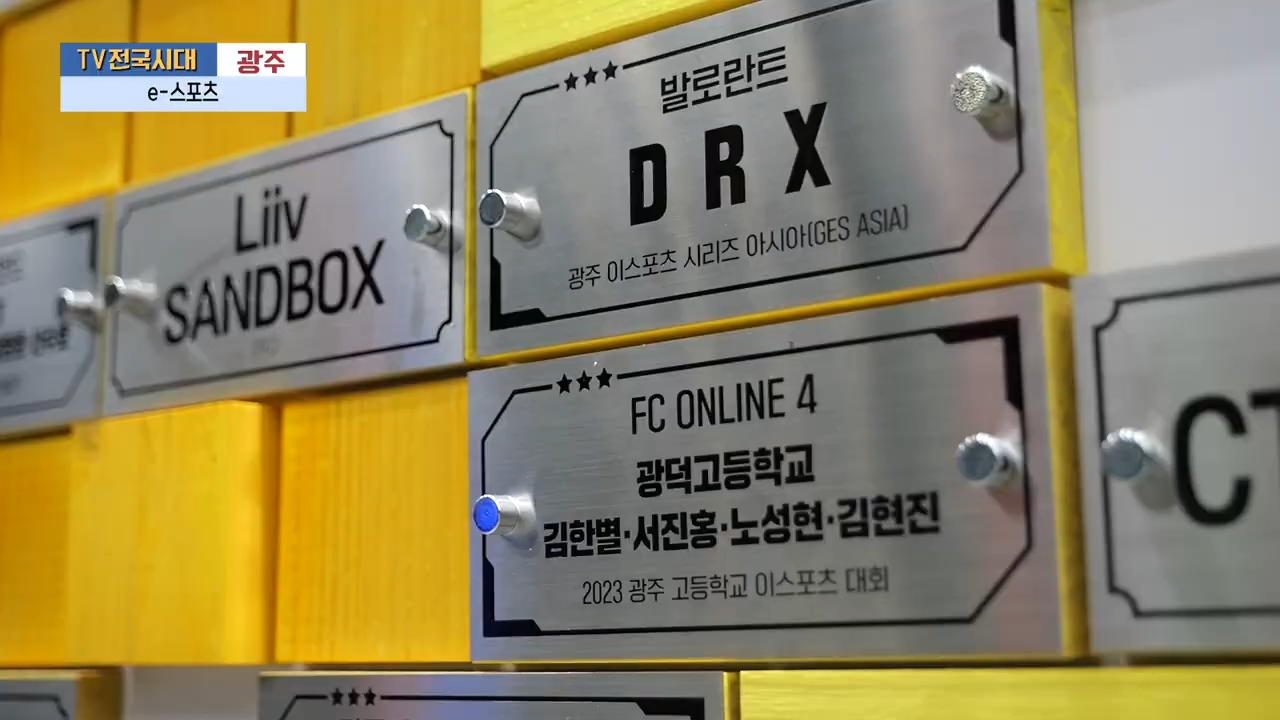 TV전국시대 광주
e-스포츠
발로란트
DRX
광주 이스포츠 시리즈 아시아(GES ASIA)
Liiv
SANDBOX
FC ONLINE 4
광덕고등학교
김한별·서진홍·노성현·김현진
2023 광주 고등학교 이스포츠 대회